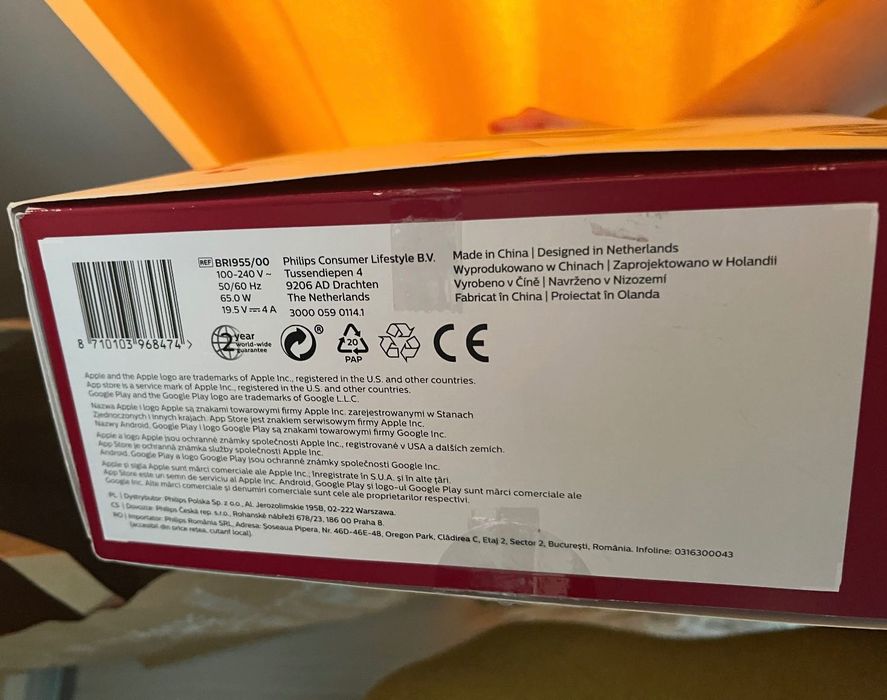 REF BRI955/00
100-240 V~
50/60 Hz
65.0 W
19.5 V⎓4 A
Philips Consumer Lifestyle B.V.
Tussendiepen 4
9206 AD Drachten
The Netherlands
3000 059 0114.1
Made in China | Designed in Netherlands
Wyprodukowano w Chinach | Zaprojektowano w Holandii
Vyrobeno v Číně | Navrženo v Nizozemí
Fabricat în China | Proiectat în Olanda
8 710103 968474 >
2 year
world-wide
guarantee
®
20
PAP
CE
Apple and the Apple logo are trademarks of Apple Inc., registered in the U.S. and other countries.
App store is a service mark of Apple Inc., registered in the U.S. and other countries.
Google Play and the Google Play logo are trademarks of Google L.L.C.
Nazwa Apple i logo Apple są znakami towarowymi firmy Apple Inc. zarejestrowanymi w Stanach
Zjednoczonych i innych krajach. App Store jest znakiem serwisowym firmy Apple Inc.
Nazwy Android, Google Play i logo Google Play są znakami towarowymi firmy Google Inc.
Apple a logo Apple jsou ochranné známky společnosti Apple Inc., registrované v USA a dalších zemích.
App Store je ochranná známka služby společnosti Apple Inc.
Android, Google Play a logo Google Play jsou ochranné známky společnosti Google Inc.
Apple și sigla Apple sunt mărci comerciale ale Apple Inc., înregistrate în S.U.A. și în alte țări.
App Store este un semn de serviciu al Apple Inc. Android, Google Play și logo-ul Google Play sunt mărci comerciale ale
Google Inc. Alte mărci comerciale și denumiri comerciale sunt cele ale proprietarilor respectivi.
PL | Dystrybutor: Philips Polska Sp. z o.o., Al. Jerozolimskie 195B, 02-222 Warszawa.
CS | Dovozce: Philips Česká rep. s.r.o., Rohanské nábřeží 678/23, 186 00 Praha 8.
RO | Importator: Philips România SRL, Adresa: Șoseaua Pipera, Nr. 46D-46E-48, Oregon Park, Clădirea C, Etaj 2, Sector 2, București, România. Infoline: 0316300043
(accesibil din orice rețea, cu tarif local).